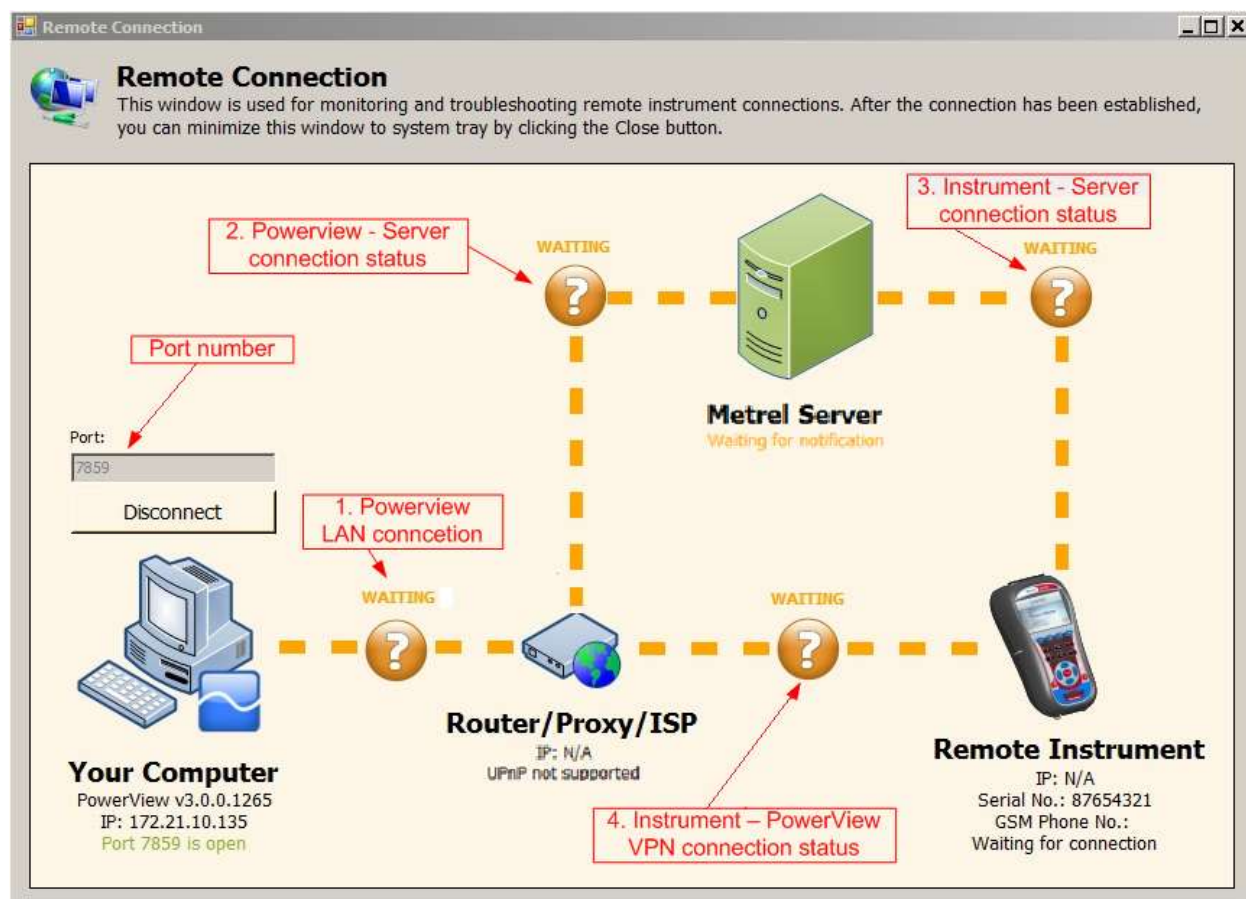 Remote Connection
Remote Connection
This window is used for monitoring and troubleshooting remote instrument connections. After the connection has been established,
you can minimize this window to system tray by clicking the Close button.
3. Instrument - Server
connection status
2. Powerview - Server
connection status
WAITING
WAITING
Port number
Metrel Server
Waiting for notification
Port:
7859
Disconnect
1. Powerview
LAN conncetion
WAITING
WAITING
Router/Proxy/ISP
IP: N/A
UPnP not supported
Your Computer
PowerView v3.0.0.1265
IP: 172.21.10.135
Port 7859 is open
4. Instrument – PowerView
VPN connection status
Remote Instrument
IP: N/A
Serial No.: 87654321
GSM Phone No.:
Waiting for connection